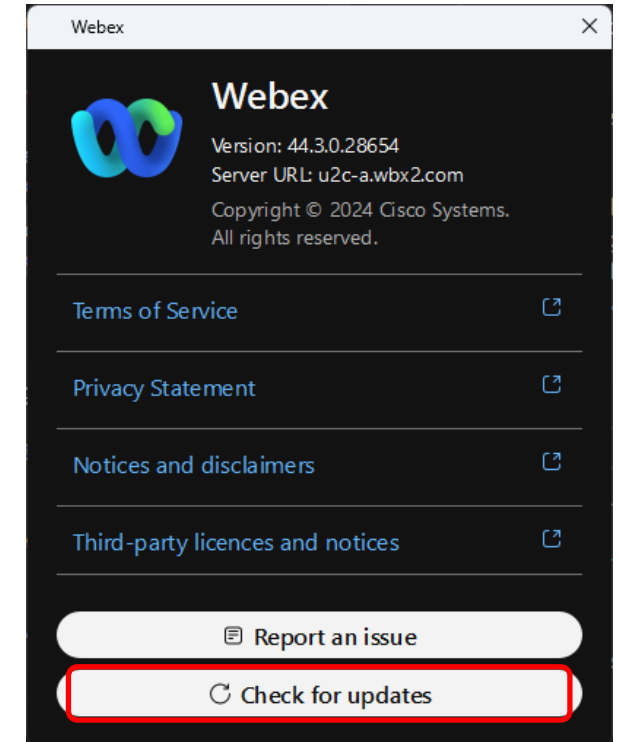 Webex
Webex
Version: 44.3.0.28654
Server URL: u2c-a.wbx2.com
Copyright © 2024 Cisco Systems.
All rights reserved.
Terms of Service
Privacy Statement
Notices and disclaimers
Third-party licences and notices
Report an issue
Check for updates